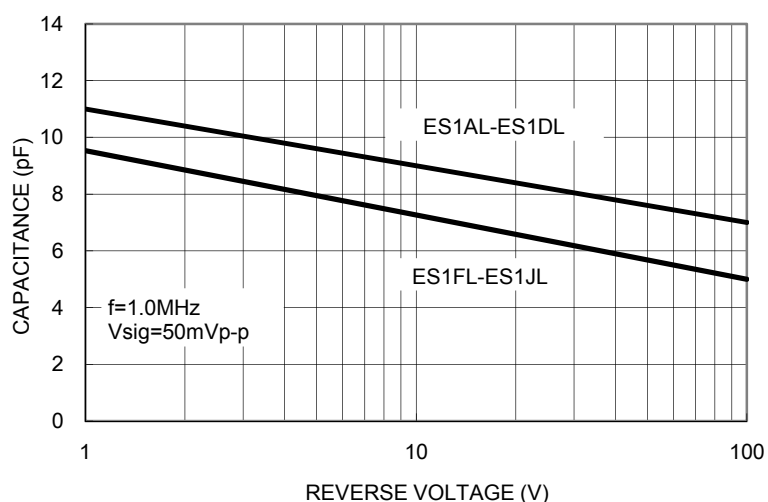 14
12
10
8
6
4
2
0
CAPACITANCE (pF)
ES1AL-ES1DL
ES1FL-ES1JL
f=1.0MHz
Vsig=50mVp-p
1
10
100
REVERSE VOLTAGE (V)